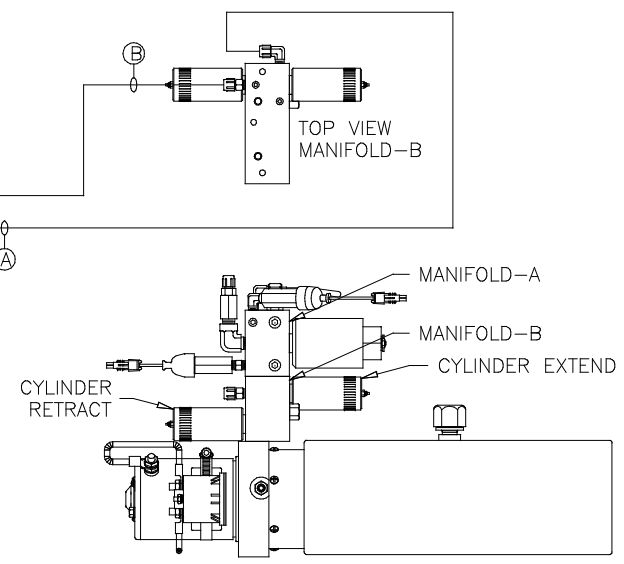 B
TOP VIEW
MANIFOLD-B
A
MANIFOLD-A
MANIFOLD-B
CYLINDER EXTEND
CYLINDER
RETRACT